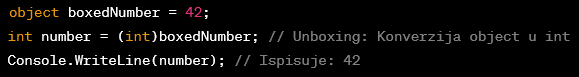 object boxedNumber = 42;
int number = (int)boxedNumber; // Unboxing: Konverzija object u int
Console.WriteLine(number); // Ispisuje: 42